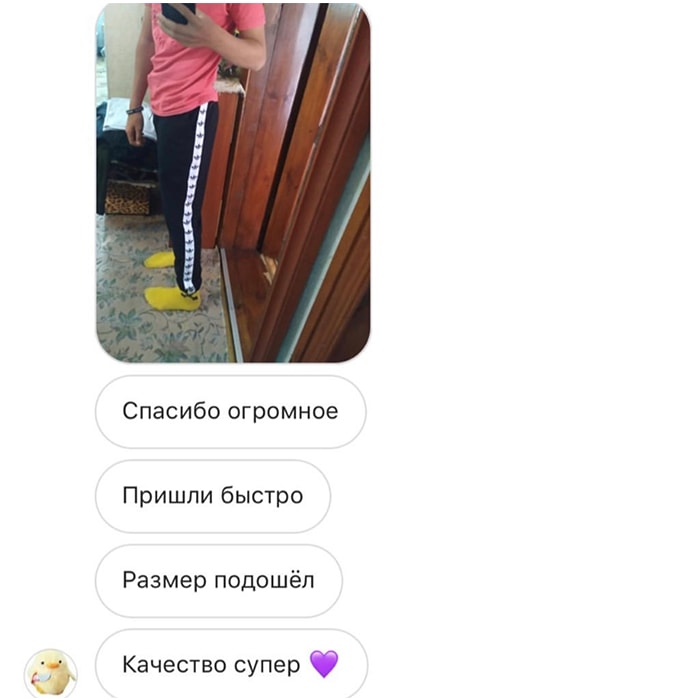 Спасибо огромное
Пришли быстро
Размер подошёл
Качество супер 💜